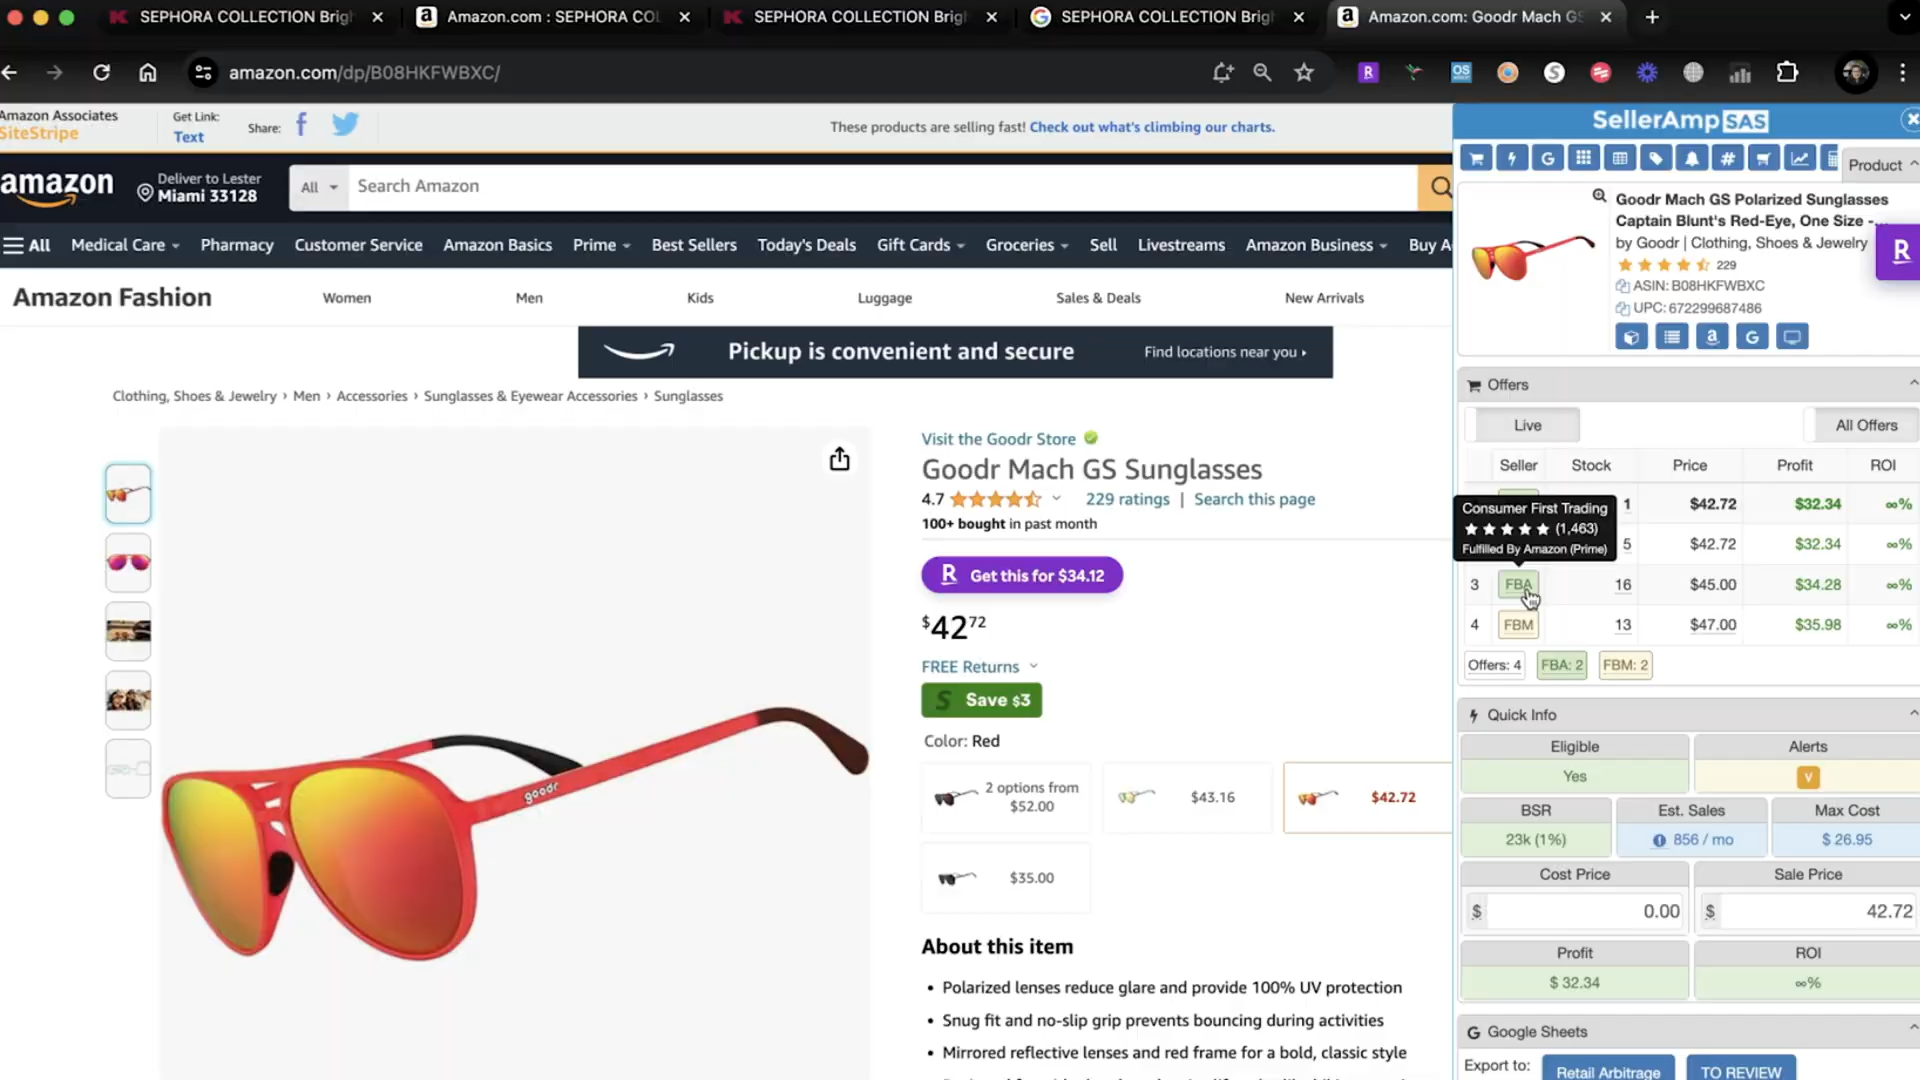 SEPHORA COLLECTION Brigh
Amazon.com : SEPHORA COL
SEPHORA COLLECTION Brigh
SEPHORA COLLECTION Brigh
Amazon.com: Goodr Mach GS
amazon.com/dp/B08HKFWBXC/
Amazon Associates
SiteStripe
Get Link:
Text
Share:
These products are selling fast! Check out what's climbing our charts.
amazon
Deliver to Lester
Miami 33128
All
Search Amazon
All
Medical Care
Pharmacy
Customer Service
Amazon Basics
Prime
Best Sellers
Today's Deals
Gift Cards
Groceries
Sell
Livestreams
Amazon Business
Buy A
Amazon Fashion
Women
Men
Kids
Luggage
Sales & Deals
New Arrivals
Pickup is convenient and secure
Find locations near you ▸
Clothing, Shoes & Jewelry › Men › Accessories › Sunglasses & Eyewear Accessories › Sunglasses
goodr
Visit the Goodr Store
Goodr Mach GS Sunglasses
4.7
229 ratings | Search this page
100+ bought in past month
R Get this for $34.12
$42 72
FREE Returns
S Save $3
Color: Red
2 options from
$52.00
$43.16
$42.72
$35.00
About this item
• Polarized lenses reduce glare and provide 100% UV protection
• Snug fit and no-slip grip prevents bouncing during activities
• Mirrored reflective lenses and red frame for a bold, classic style
SellerAmp SAS
Product
Goodr Mach GS Polarized Sunglasses
Captain Blunt's Red-Eye, One Size -...
by Goodr | Clothing, Shoes & Jewelry
229
ASIN: B08HKFWBXC
UPC: 672299687486
R
Offers
Live
All Offers
Seller Stock Price Profit ROI
1 $42.72 $32.34 ∞%
5 $42.72 $32.34 ∞%
Consumer First Trading
★ ★ ★ ★ ★ (1,463)
Fulfilled By Amazon (Prime)
3 FBA 16 $45.00 $34.28 ∞%
4 FBM 13 $47.00 $35.98 ∞%
Offers: 4 FBA: 2 FBM: 2
Quick Info
Eligible Alerts
Yes V
BSR Est. Sales Max Cost
23k (1%) 856 / mo $ 26.95
Cost Price Sale Price
$ 0.00 $ 42.72
Profit ROI
$ 32.34 ∞%
G Google Sheets
Export to: Retail Arbitrage TO REVIEW